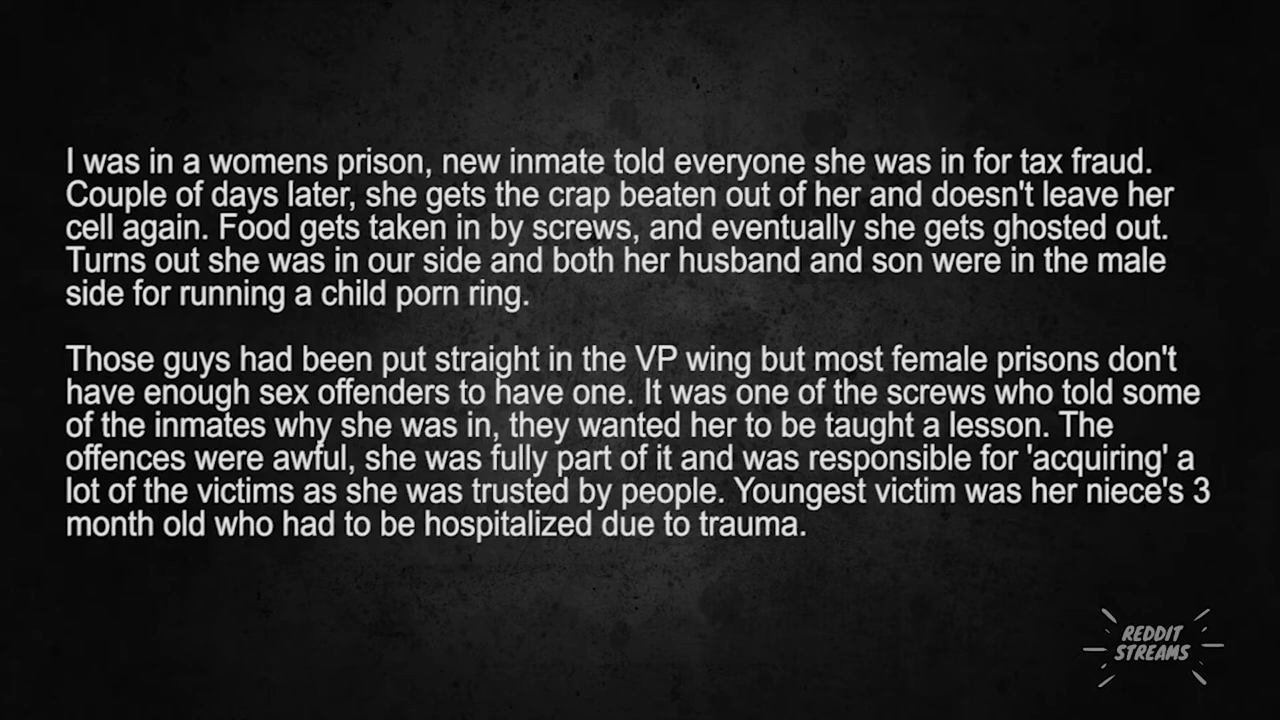 I was in a womens prison, new inmate told everyone she was in for tax fraud.
Couple of days later, she gets the crap beaten out of her and doesn't leave her
cell again. Food gets taken in by screws, and eventually she gets ghosted out.
Turns out she was in our side and both her husband and son were in the male
side for running a child porn ring.
Those guys had been put straight in the VP wing but most female prisons don't
have enough sex offenders to have one. It was one of the screws who told some
of the inmates why she was in, they wanted her to be taught a lesson. The
offences were awful, she was fully part of it and was responsible for 'acquiring' a
lot of the victims as she was trusted by people. Youngest victim was her niece's 3
month old who had to be hospitalized due to trauma.
REDDIT
STREAMS